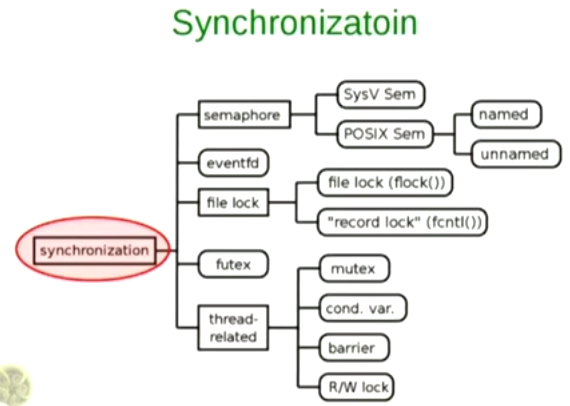 Synchronizatoin
SysV Sem
semaphore
POSIX Sem
named
unnamed
eventfd
file lock
file lock (flock())
"record lock" (fcntl())
synchronization
futex
thread-
related
mutex
cond. var.
barrier
R/W lock